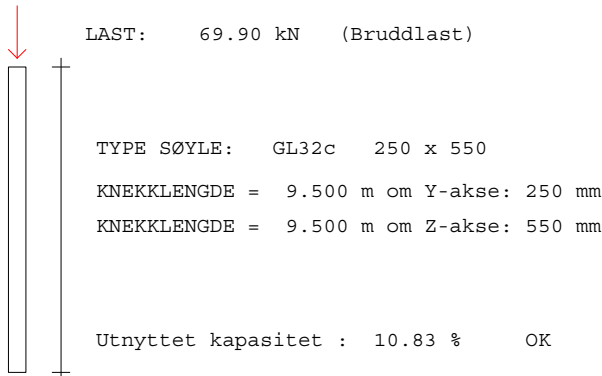 LAST: 69.90 kN (Bruddlast)
TYPE SØYLE: GL32c 250 x 550
KNEKKLENGDE = 9.500 m om Y-akse: 250 mm
KNEKKLENGDE = 9.500 m om Z-akse: 550 mm
Utnyttet kapasitet : 10.83 % OK